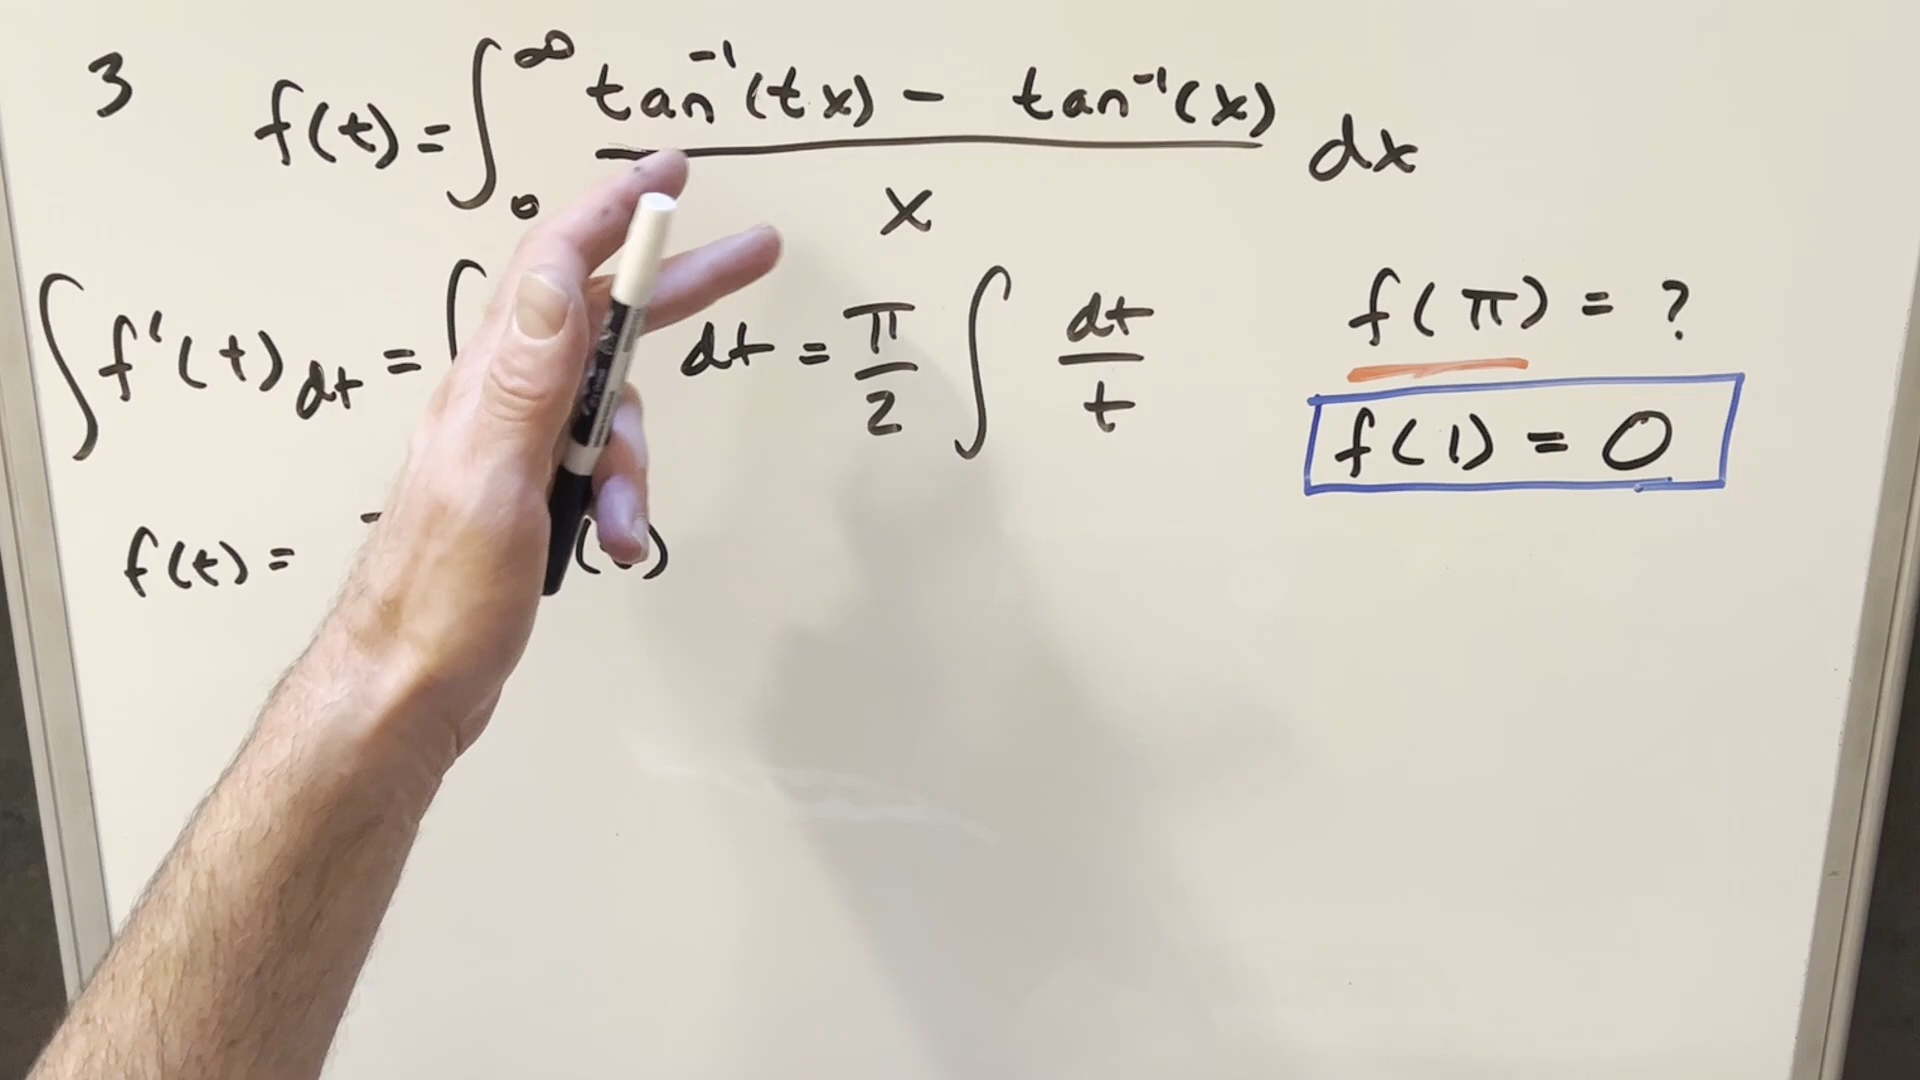 3
f(t) = ∫₀^∞ (tan⁻¹(tx) - tan⁻¹(x)) / x dx
∫ f'(t) dt = ∫ dt = π/2 ∫ dt/t
f(π) = ?
f(1) = 0
f(t) =